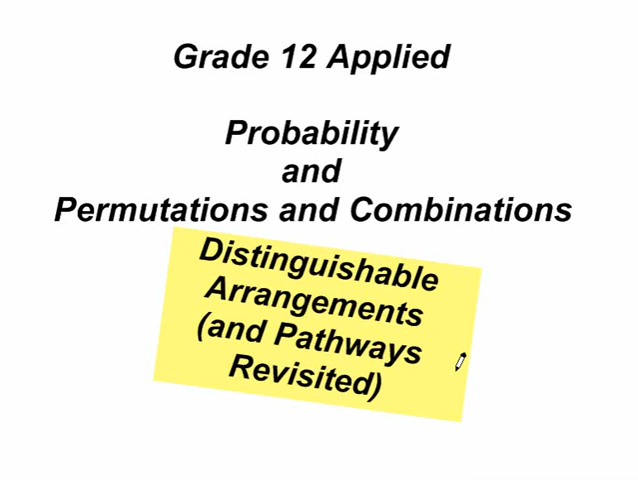 Grade 12 Applied
Probability
and
Permutations and Combinations
Distinguishable
Arrangements
(and Pathways
Revisited)